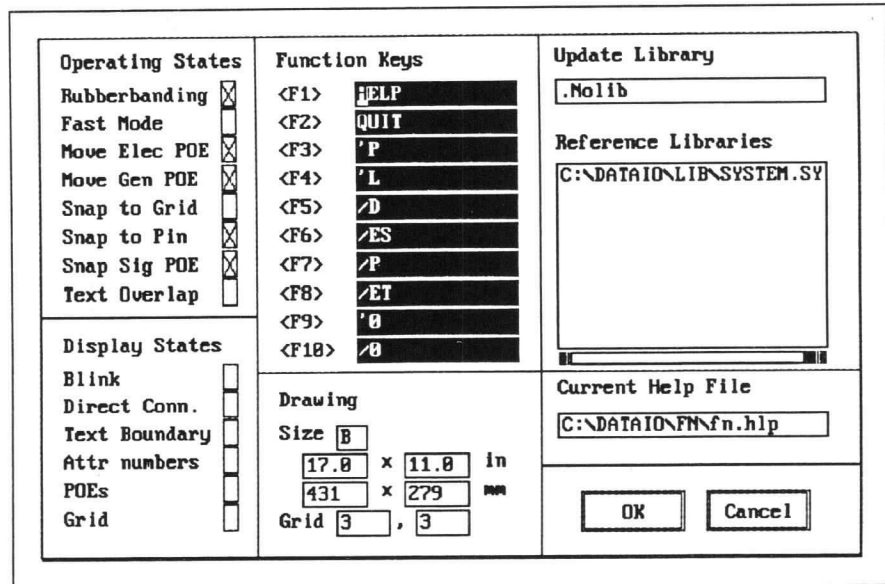 Operating States
Rubberbanding
Fast Mode
Move Elec POE
Move Gen POE
Snap to Grid
Snap to Pin
Snap Sig POE
Text Overlap
Display States
Blink
Direct Conn.
Text Boundary
Attr numbers
POEs
Grid
Function Keys
<F1> HELP
<F2> QUIT
<F3> 'P
<F4> 'L
<F5> /D
<F6> /ES
<F7> /P
<F8> /ET
<F9> '0
<F10> /0
Drawing
Size B
17.0 x 11.0 in
431 x 279 mm
Grid 3 , 3
Update Library
.Nolib
Reference Libraries
C:\DATAIO\LIB\SYSTEM.SY
Current Help File
C:\DATAIO\FN\fn.hlp
OK Cancel